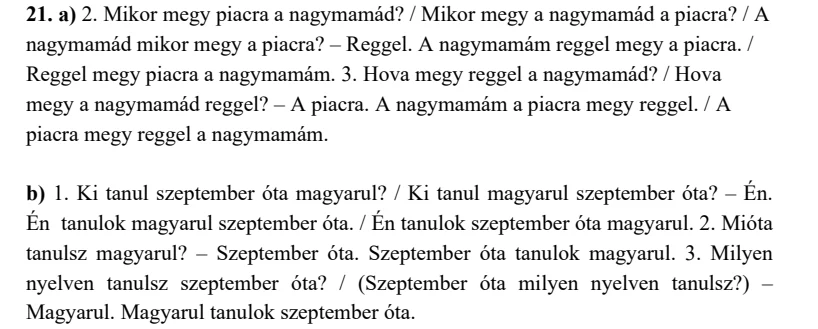 21. a) 2. Mikor megy piacra a nagymamád? / Mikor megy a nagymamád a piacra? / A
nagymamád mikor megy a piacra? – Reggel. A nagymamám reggel megy a piacra. /
Reggel megy piacra a nagymamám. 3. Hova megy reggel a nagymamád? / Hova
megy a nagymamád reggel? – A piacra. A nagymamám a piacra megy reggel. / A
piacra megy reggel a nagymamám.
b) 1. Ki tanul szeptember óta magyarul? / Ki tanul magyarul szeptember óta? – Én.
Én tanulok magyarul szeptember óta. / Én tanulok szeptember óta magyarul. 2. Mióta
tanulsz magyarul? – Szeptember óta. Szeptember óta tanulok magyarul. 3. Milyen
nyelven tanulsz szeptember óta? / (Szeptember óta milyen nyelven tanulsz?) –
Magyarul. Magyarul tanulok szeptember óta.